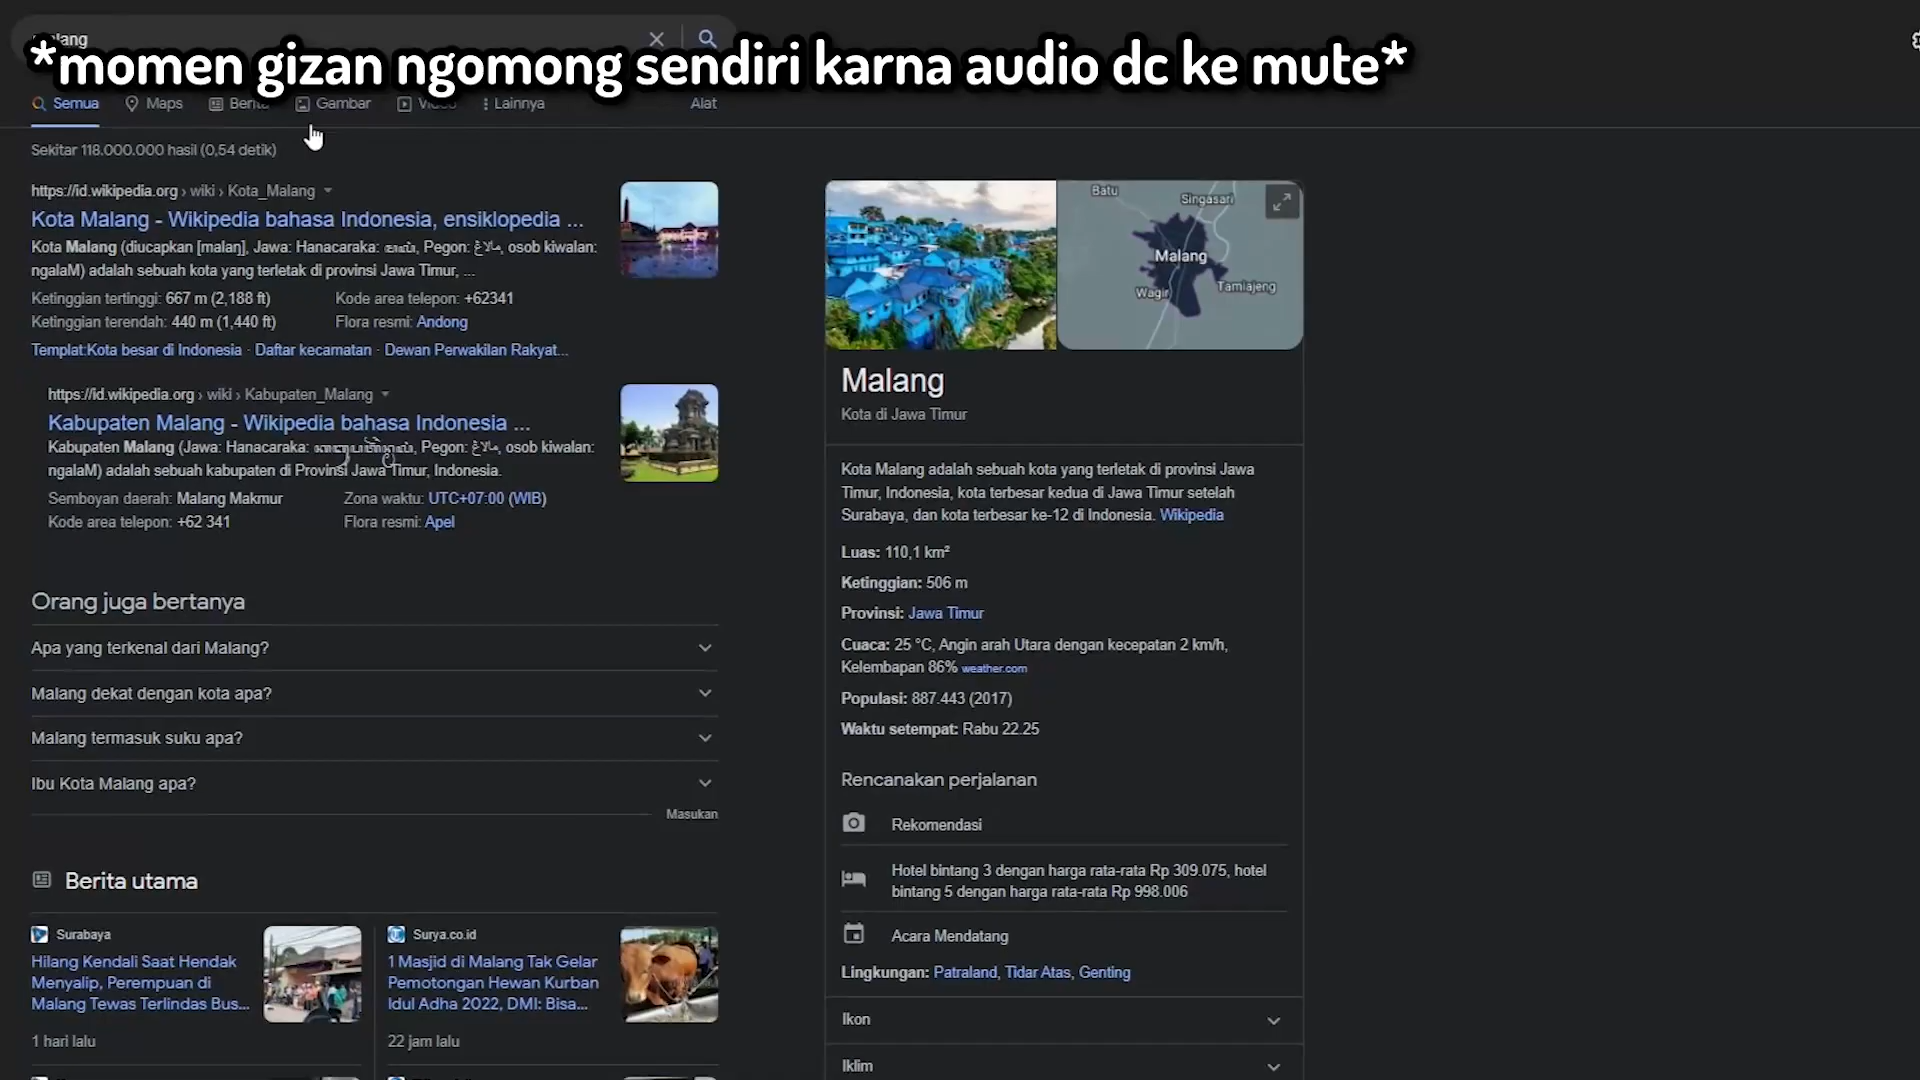 *momen gizan ngomong sendiri karna audio dc ke mute*
Semua Maps Berita Gambar Video Lainnya Alat
Sekitar 118.000.000 hasil (0,54 detik)
https://id.wikipedia.org › wiki › Kota_Malang
Kota Malang - Wikipedia bahasa Indonesia, ensiklopedia ...
Kota Malang (diucapkan [malaŋ], Jawa: Hanacaraka: Pegon: osob kiwalan:
ngalaM) adalah sebuah kota yang terletak di provinsi Jawa Timur, ...
Ketinggian tertinggi: 667 m (2,188 ft) Kode area telepon: +62341
Ketinggian terendah: 440 m (1,440 ft) Flora resmi: Andong
Templat:Kota besar di Indonesia · Daftar kecamatan · Dewan Perwakilan Rakyat...
https://id.wikipedia.org › wiki › Kabupaten_Malang
Kabupaten Malang - Wikipedia bahasa Indonesia ...
Kabupaten Malang (Jawa: Hanacaraka: Pegon: osob kiwalan:
ngalaM) adalah sebuah kabupaten di Provinsi Jawa Timur, Indonesia.
Semboyan daerah: Malang Makmur Zona waktu: UTC+07:00 (WIB)
Kode area telepon: +62 341 Flora resmi: Apel
Orang juga bertanya
Apa yang terkenal dari Malang?
Malang dekat dengan kota apa?
Malang termasuk suku apa?
Ibu Kota Malang apa?
Masukan
Berita utama
Surabaya
Hilang Kendali Saat Hendak
Menyalip, Perempuan di
Malang Tewas Terlindas Bus...
1 hari lalu
Surya.co.id
1 Masjid di Malang Tak Gelar
Pemotongan Hewan Kurban
Idul Adha 2022, DMI: Bisa...
22 jam lalu
Batu
Singasari
Malang
Wagir
Tamiajeng
Malang
Kota di Jawa Timur
Kota Malang adalah sebuah kota yang terletak di provinsi Jawa
Timur, Indonesia, kota terbesar kedua di Jawa Timur setelah
Surabaya, dan kota terbesar ke-12 di Indonesia. Wikipedia
Luas: 110,1 km²
Ketinggian: 506 m
Provinsi: Jawa Timur
Cuaca: 25 °C, Angin arah Utara dengan kecepatan 2 km/h,
Kelembapan 86% weather.com
Populasi: 887.443 (2017)
Waktu setempat: Rabu 22.25
Rencanakan perjalanan
Rekomendasi
Hotel bintang 3 dengan harga rata-rata Rp 309.075, hotel
bintang 5 dengan harga rata-rata Rp 998.006
Acara Mendatang
Lingkungan: Patraland, Tidar Atas, Genting
Ikon
Iklim